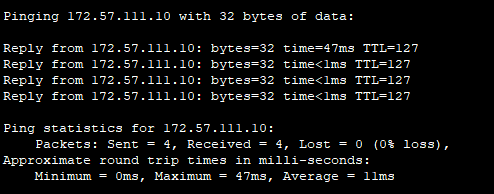 Pinging 172.57.111.10 with 32 bytes of data:
Reply from 172.57.111.10: bytes=32 time=47ms TTL=127
Reply from 172.57.111.10: bytes=32 time<1ms TTL=127
Reply from 172.57.111.10: bytes=32 time<1ms TTL=127
Reply from 172.57.111.10: bytes=32 time<1ms TTL=127
Ping statistics for 172.57.111.10:
    Packets: Sent = 4, Received = 4, Lost = 0 (0% loss),
Approximate round trip times in milli-seconds:
    Minimum = 0ms, Maximum = 47ms, Average = 11ms